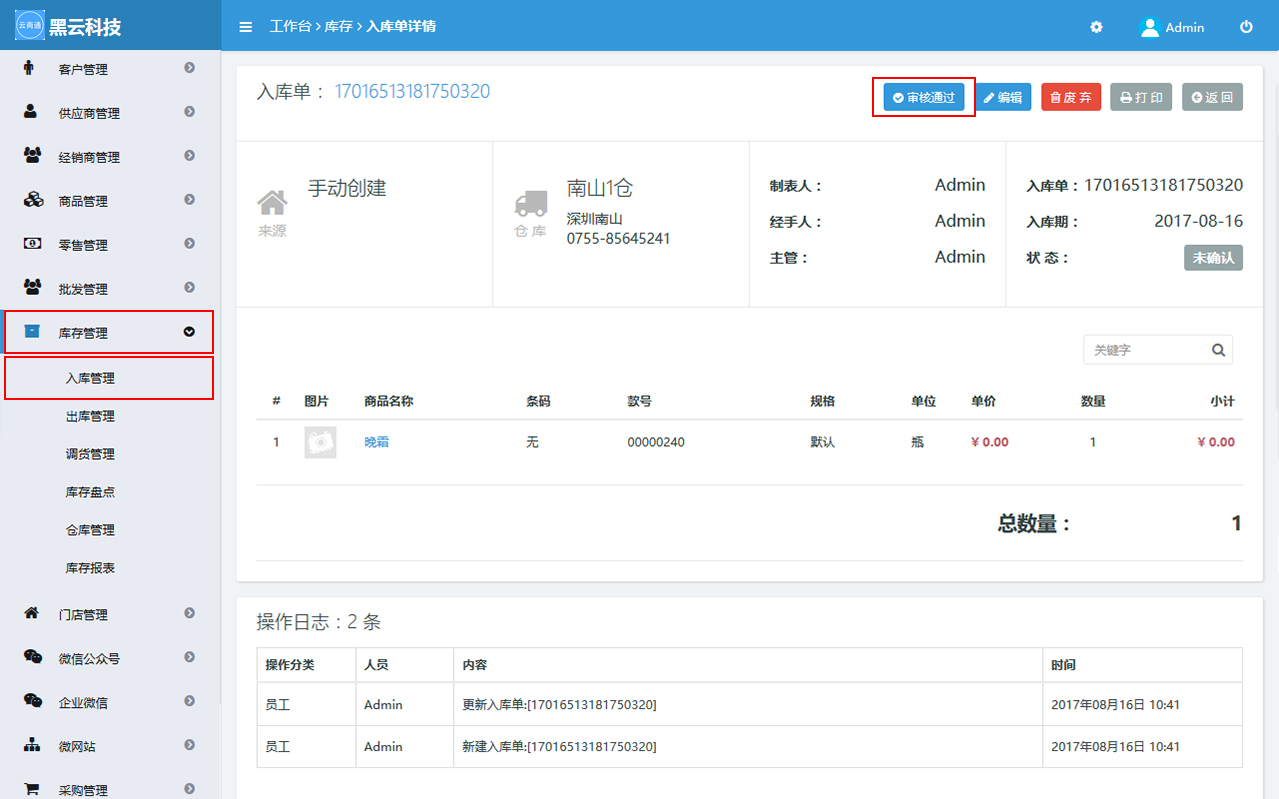 云商通 黑云科技
工作台 > 库存 > 入库单详情
Admin
客户管理
供应商管理
经销商管理
商品管理
零售管理
批发管理
库存管理
入库管理
出库管理
调货管理
库存盘点
仓库管理
库存报表
门店管理
微信公众号
企业微信
微网站
采购管理
入库单： 17016513181750320
审核通过 编辑 废 弃 打 印 返 回
手动创建
来源
南山1仓
深圳南山
0755-85645241
仓 库
制表人： Admin
经手人： Admin
主管： Admin
入库单：17016513181750320
入库期： 2017-08-16
状 态： 未确认
关键字
# 图片 商品名称 条码 款号 规格 单位 单价 数量 小计
1 晚霜 无 00000240 默认 瓶 ¥ 0.00 1 ¥ 0.00
总数量： 1
操作日志：2 条
操作分类 人员 内容 时间
员工 Admin 更新入库单:[17016513181750320] 2017年08月16日 10:41
员工 Admin 新建入库单:[17016513181750320] 2017年08月16日 10:41